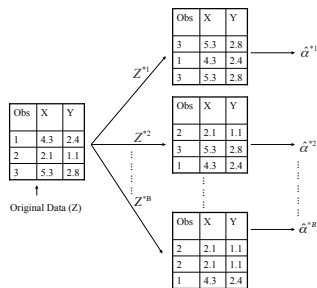 Obs X Y
1 4.3 2.4
2 2.1 1.1
3 5.3 2.8
Original Data (Z)
Z*1
Z*2
Z*B
Obs X Y
3 5.3 2.8
1 4.3 2.4
3 5.3 2.8
α̂*1
Obs X Y
2 2.1 1.1
3 5.3 2.8
1 4.3 2.4
α̂*2
Obs X Y
2 2.1 1.1
2 2.1 1.1
1 4.3 2.4
α̂*B